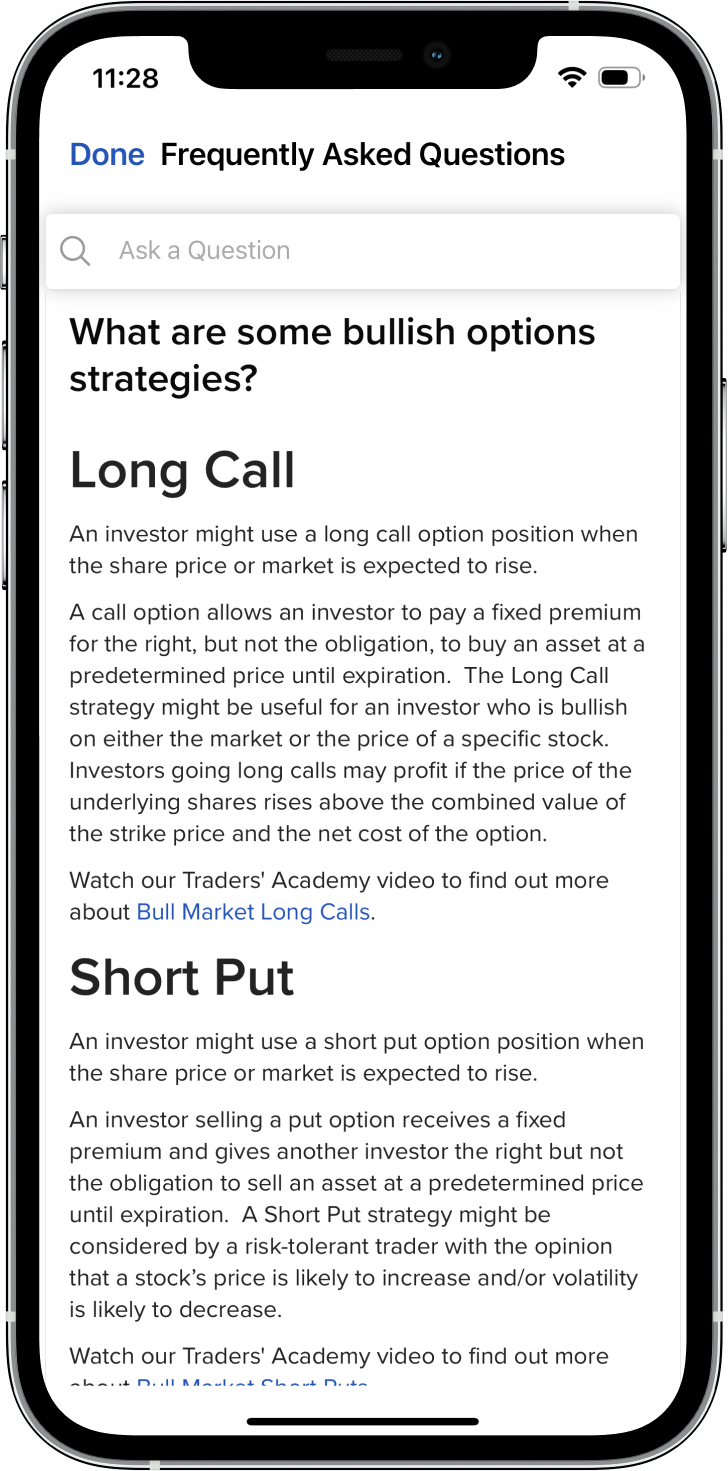 11:28
Done Frequently Asked Questions
Ask a Question
What are some bullish options
strategies?
Long Call
An investor might use a long call option position when
the share price or market is expected to rise.
A call option allows an investor to pay a fixed premium
for the right, but not the obligation, to buy an asset at a
predetermined price until expiration.  The Long Call
strategy might be useful for an investor who is bullish
on either the market or the price of a specific stock.
Investors going long calls may profit if the price of the
underlying shares rises above the combined value of
the strike price and the net cost of the option.
Watch our Traders' Academy video to find out more
about Bull Market Long Calls.
Short Put
An investor might use a short put option position when
the share price or market is expected to rise.
An investor selling a put option receives a fixed
premium and gives another investor the right but not
the obligation to sell an asset at a predetermined price
until expiration.  A Short Put strategy might be
considered by a risk-tolerant trader with the opinion
that a stock’s price is likely to increase and/or volatility
is likely to decrease.
Watch our Traders' Academy video to find out more
about Bull Market Short Puts